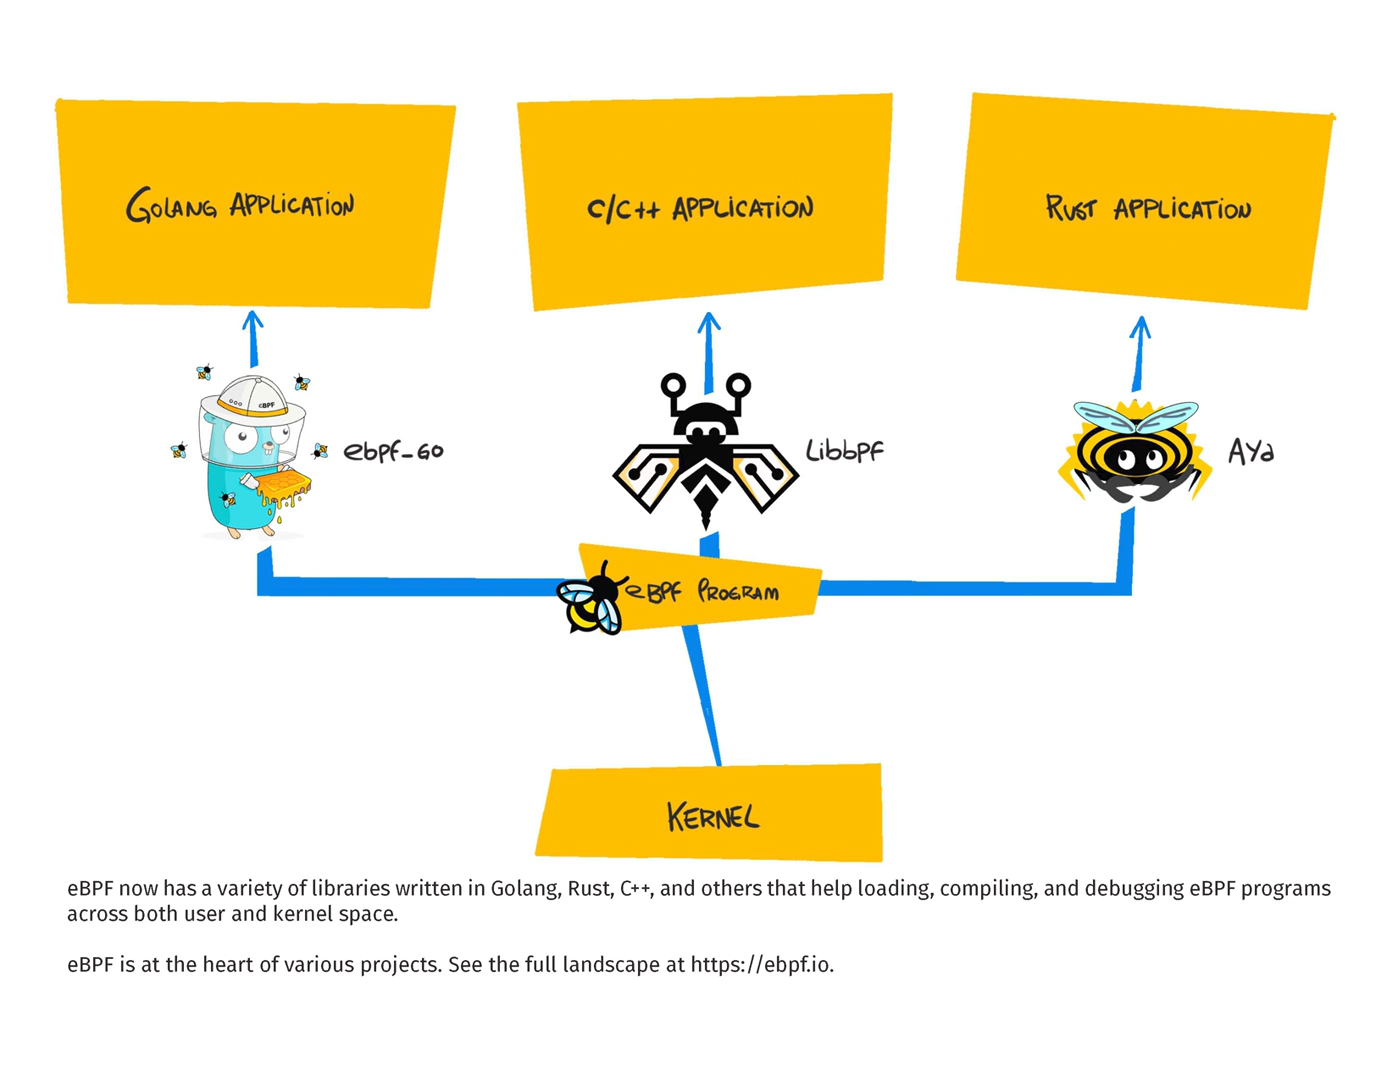 GOLANG APPLICATION
C/C++ APPLICATION
RUST APPLICATION
eBPF
ebpf-GO
Libbpf
AYA
eBPF PROGRAM
KERNEL
eBPF now has a variety of libraries written in Golang, Rust, C++, and others that help loading, compiling, and debugging eBPF programs
across both user and kernel space.
eBPF is at the heart of various projects. See the full landscape at https://ebpf.io.